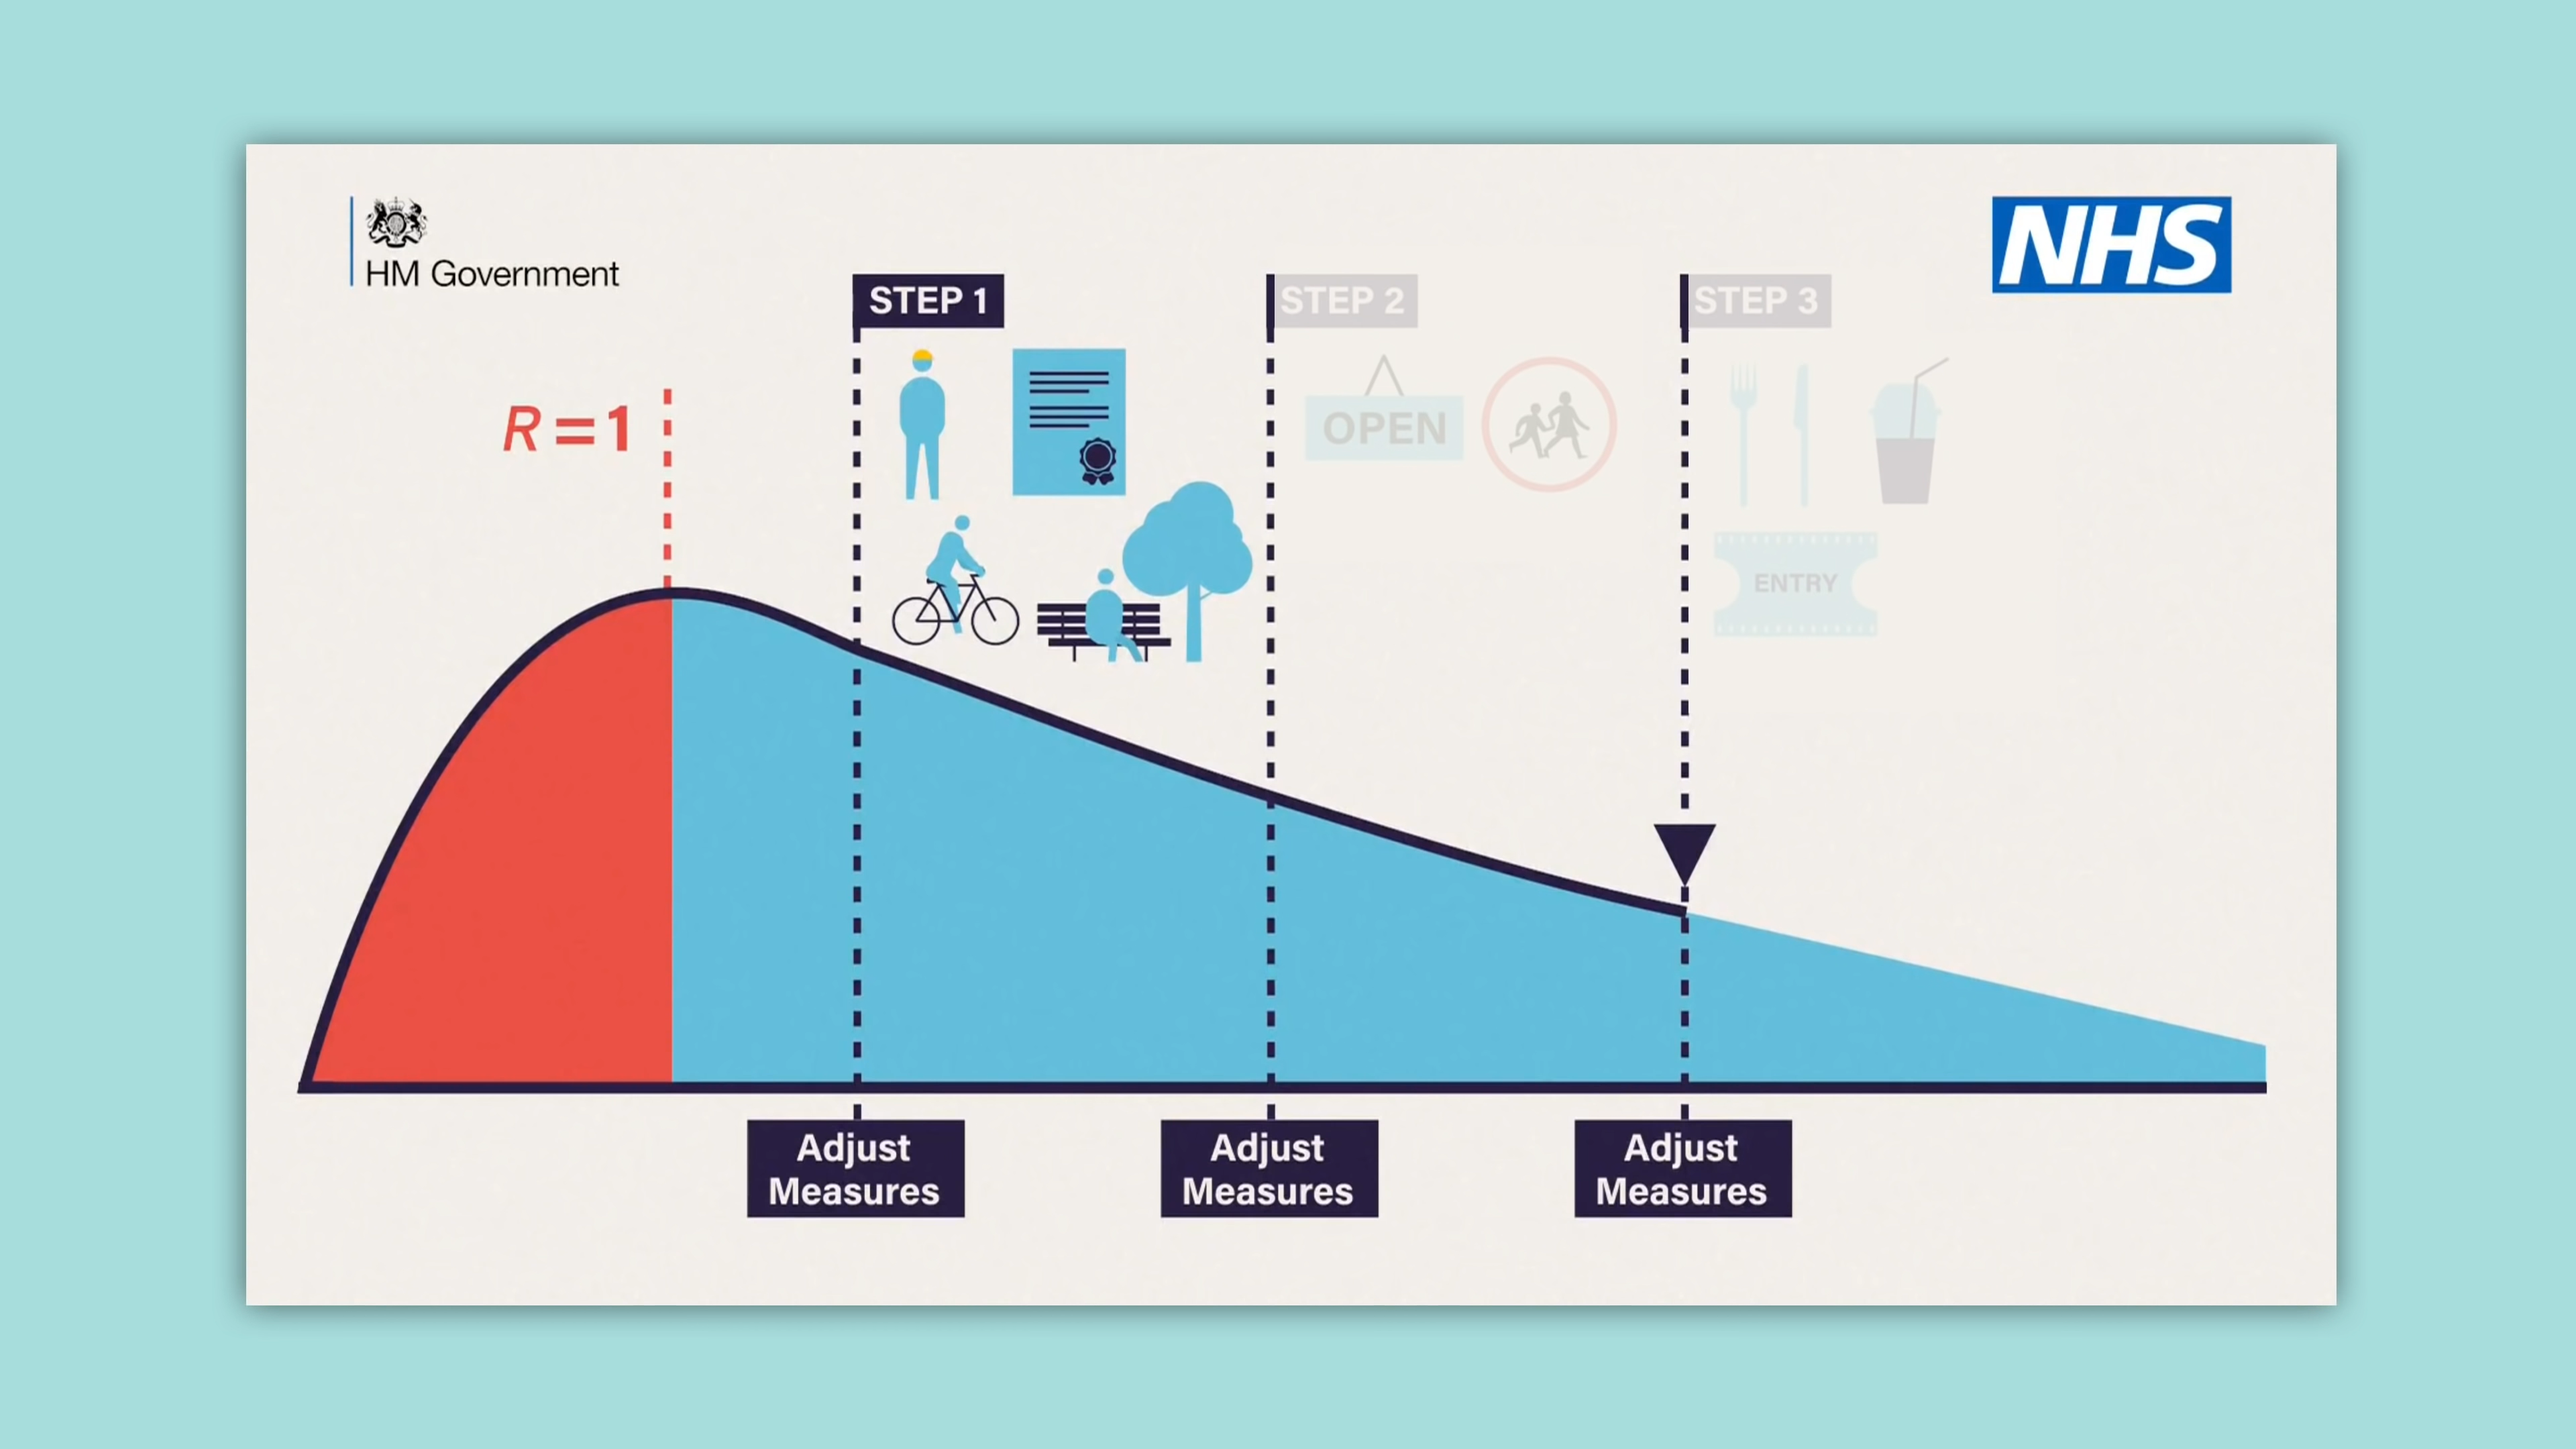 HM Government
NHS
STEP 1
STEP 2
STEP 3
R=1
OPEN
ENTRY
Adjust
Measures
Adjust
Measures
Adjust
Measures